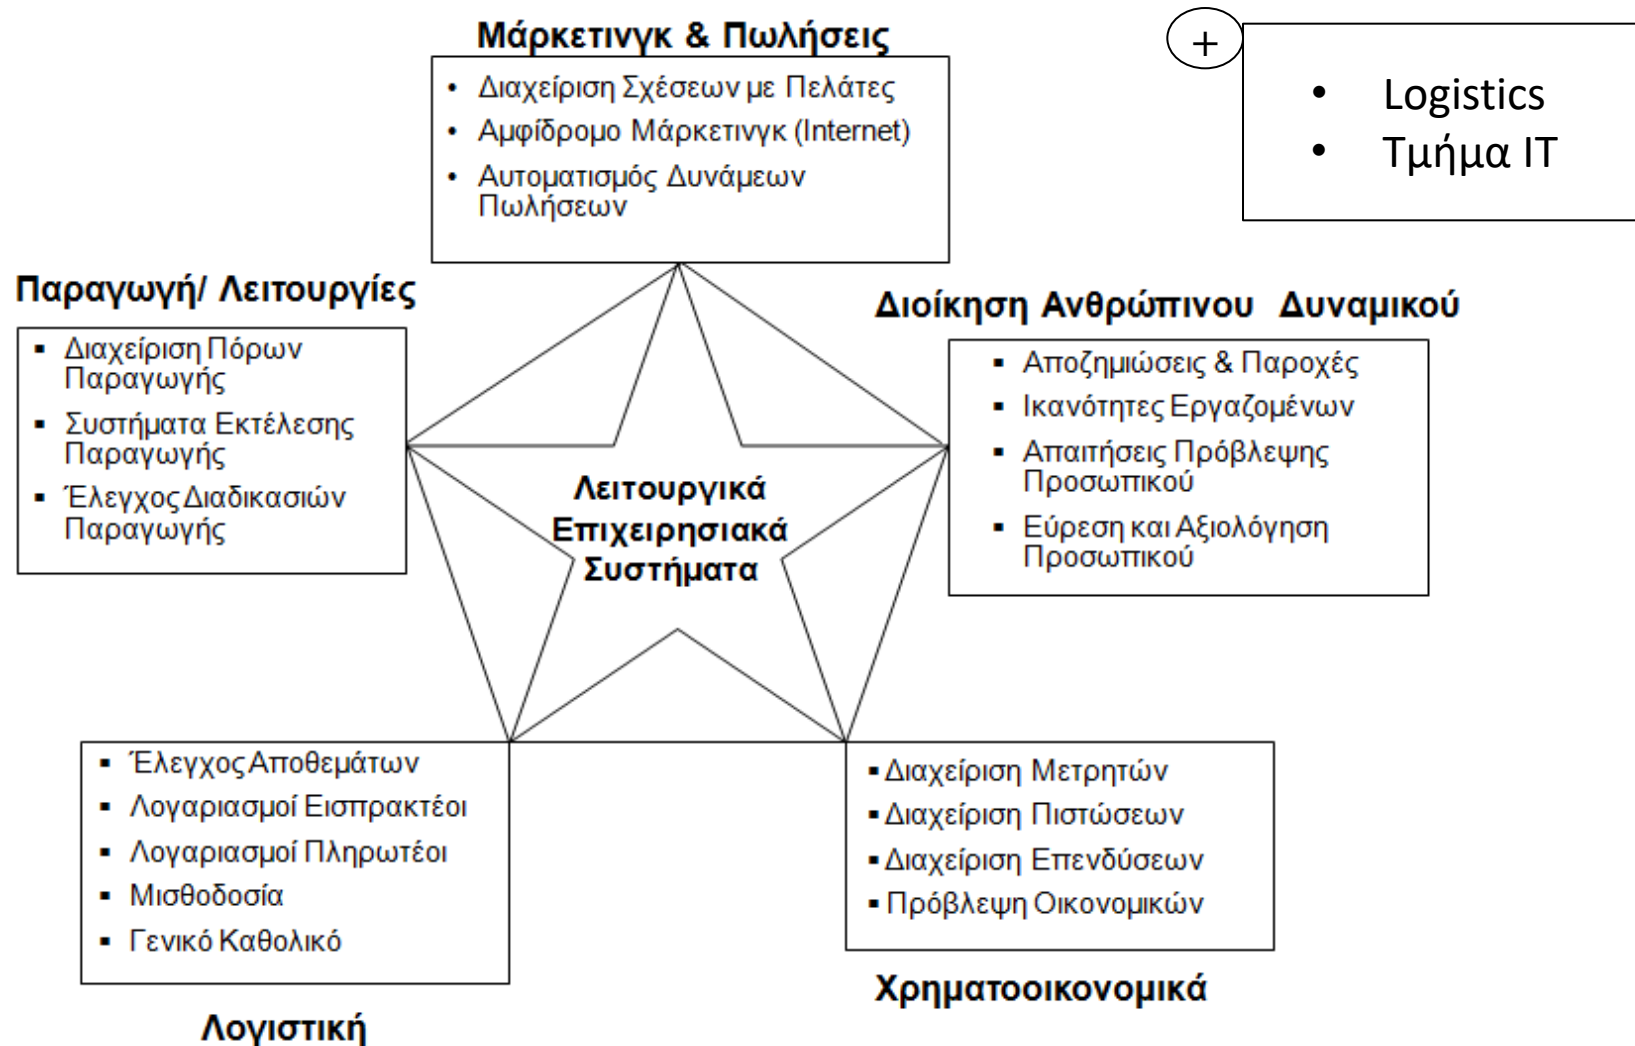 Μάρκετινγκ & Πωλήσεις
• Διαχείριση Σχέσεων με Πελάτες
• Αμφίδρομο Μάρκετινγκ (Internet)
• Αυτοματισμός Δυνάμεων
Πωλήσεων
+
• Logistics
• Τμήμα IT
Παραγωγή/ Λειτουργίες
▪ Διαχείριση Πόρων
Παραγωγής
▪ Συστήματα Εκτέλεσης
Παραγωγής
▪ Έλεγχος Διαδικασιών
Παραγωγής
Διοίκηση Ανθρώπινου Δυναμικού
▪ Αποζημιώσεις & Παροχές
▪ Ικανότητες Εργαζομένων
▪ Απαιτήσεις Πρόβλεψης
Προσωπικού
▪ Εύρεση και Αξιολόγηση
Προσωπικού
Λειτουργικά
Επιχειρησιακά
Συστήματα
▪ Έλεγχος Αποθεμάτων
▪ Λογαριασμοί Εισπρακτέοι
▪ Λογαριασμοί Πληρωτέοι
▪ Μισθοδοσία
▪ Γενικό Καθολικό
Λογιστική
▪ Διαχείριση Μετρητών
▪ Διαχείριση Πιστώσεων
▪ Διαχείριση Επενδύσεων
▪ Πρόβλεψη Οικονομικών
Χρηματοοικονομικά